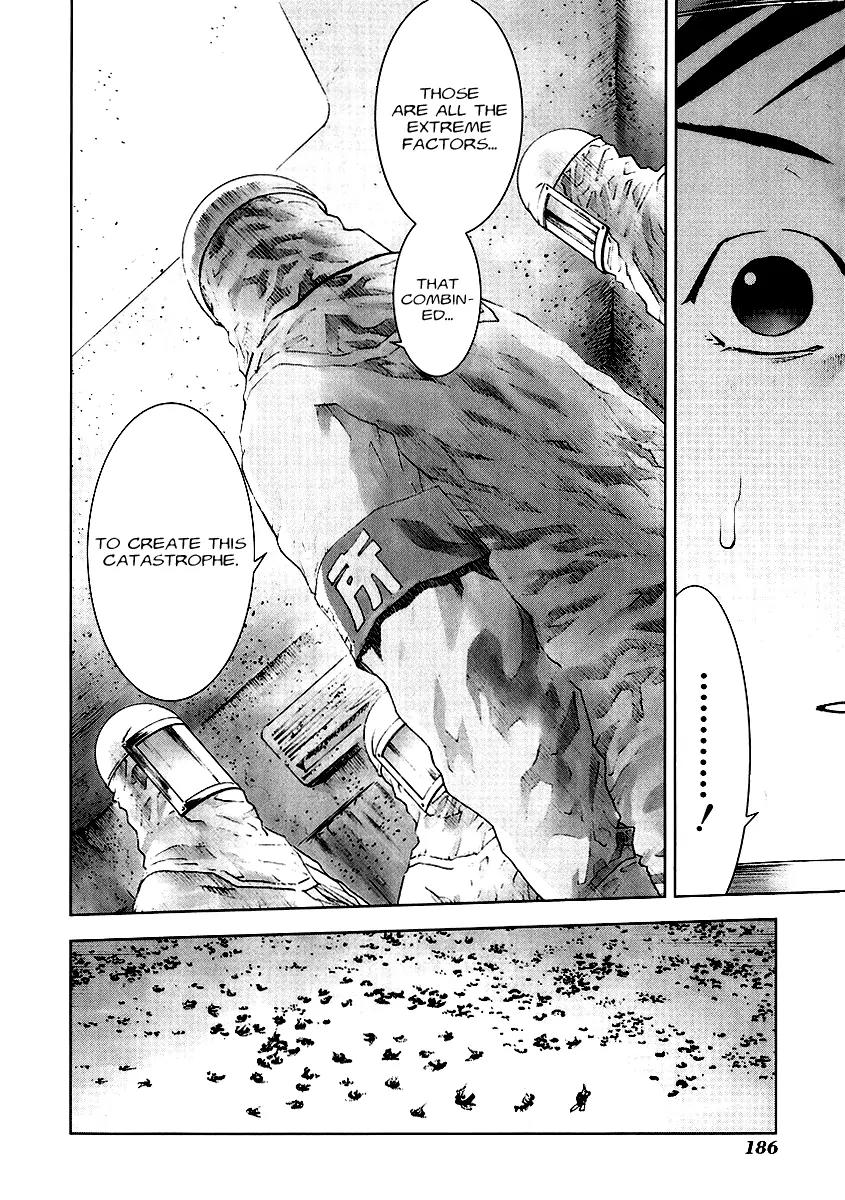 ..........!
THOSE
ARE ALL THE
EXTREME
FACTORS...
THAT
COMBIN-
ED...
TO CREATE THIS
CATASTROPHE.
所
186